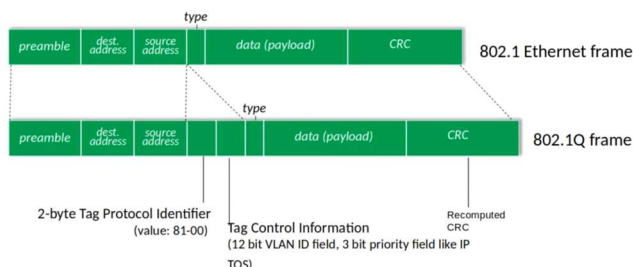 type
preamble
dest.
address
source
address
data (payload)
CRC
802.1 Ethernet frame
type
preamble
dest.
address
source
address
data (payload)
CRC
802.1Q frame
2-byte Tag Protocol Identifier
(value: 81-00)
Tag Control Information
(12 bit VLAN ID field, 3 bit priority field like IP
TOS)
Recomputed
CRC